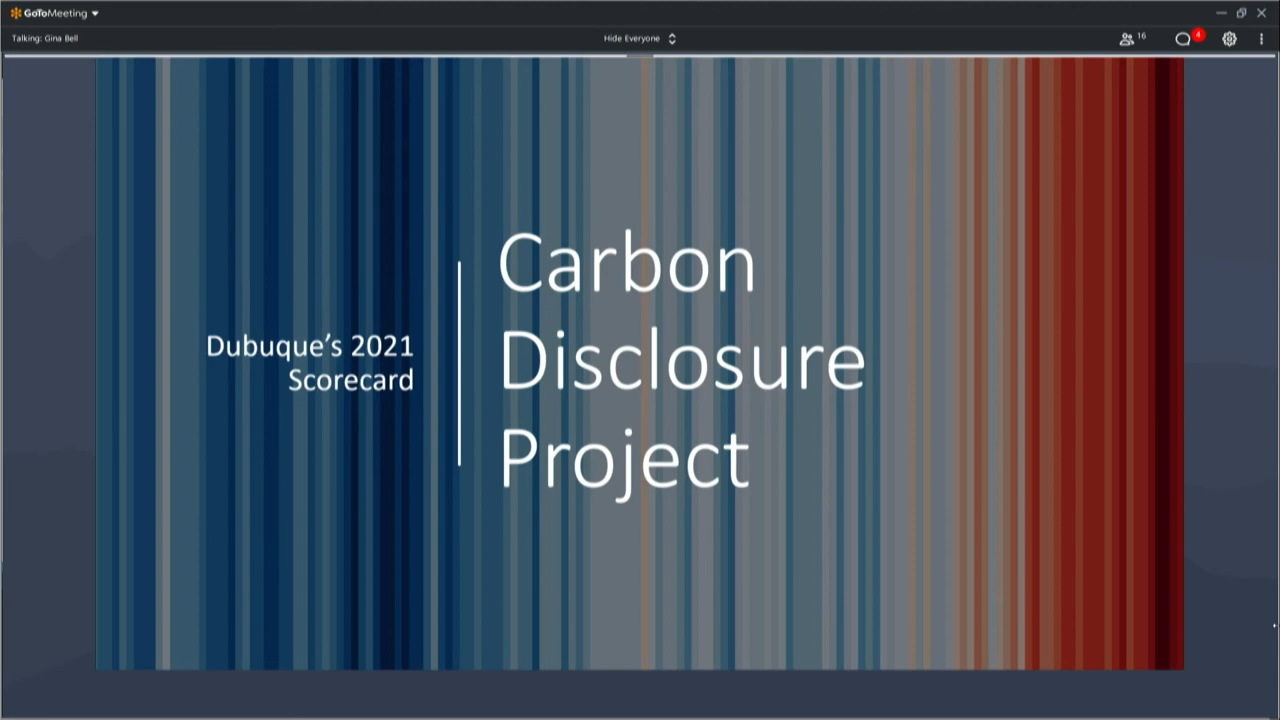 GoToMeeting
Talking: Gina Bell
Hide Everyone
16
4
Dubuque's 2021
Scorecard
Carbon
Disclosure
Project